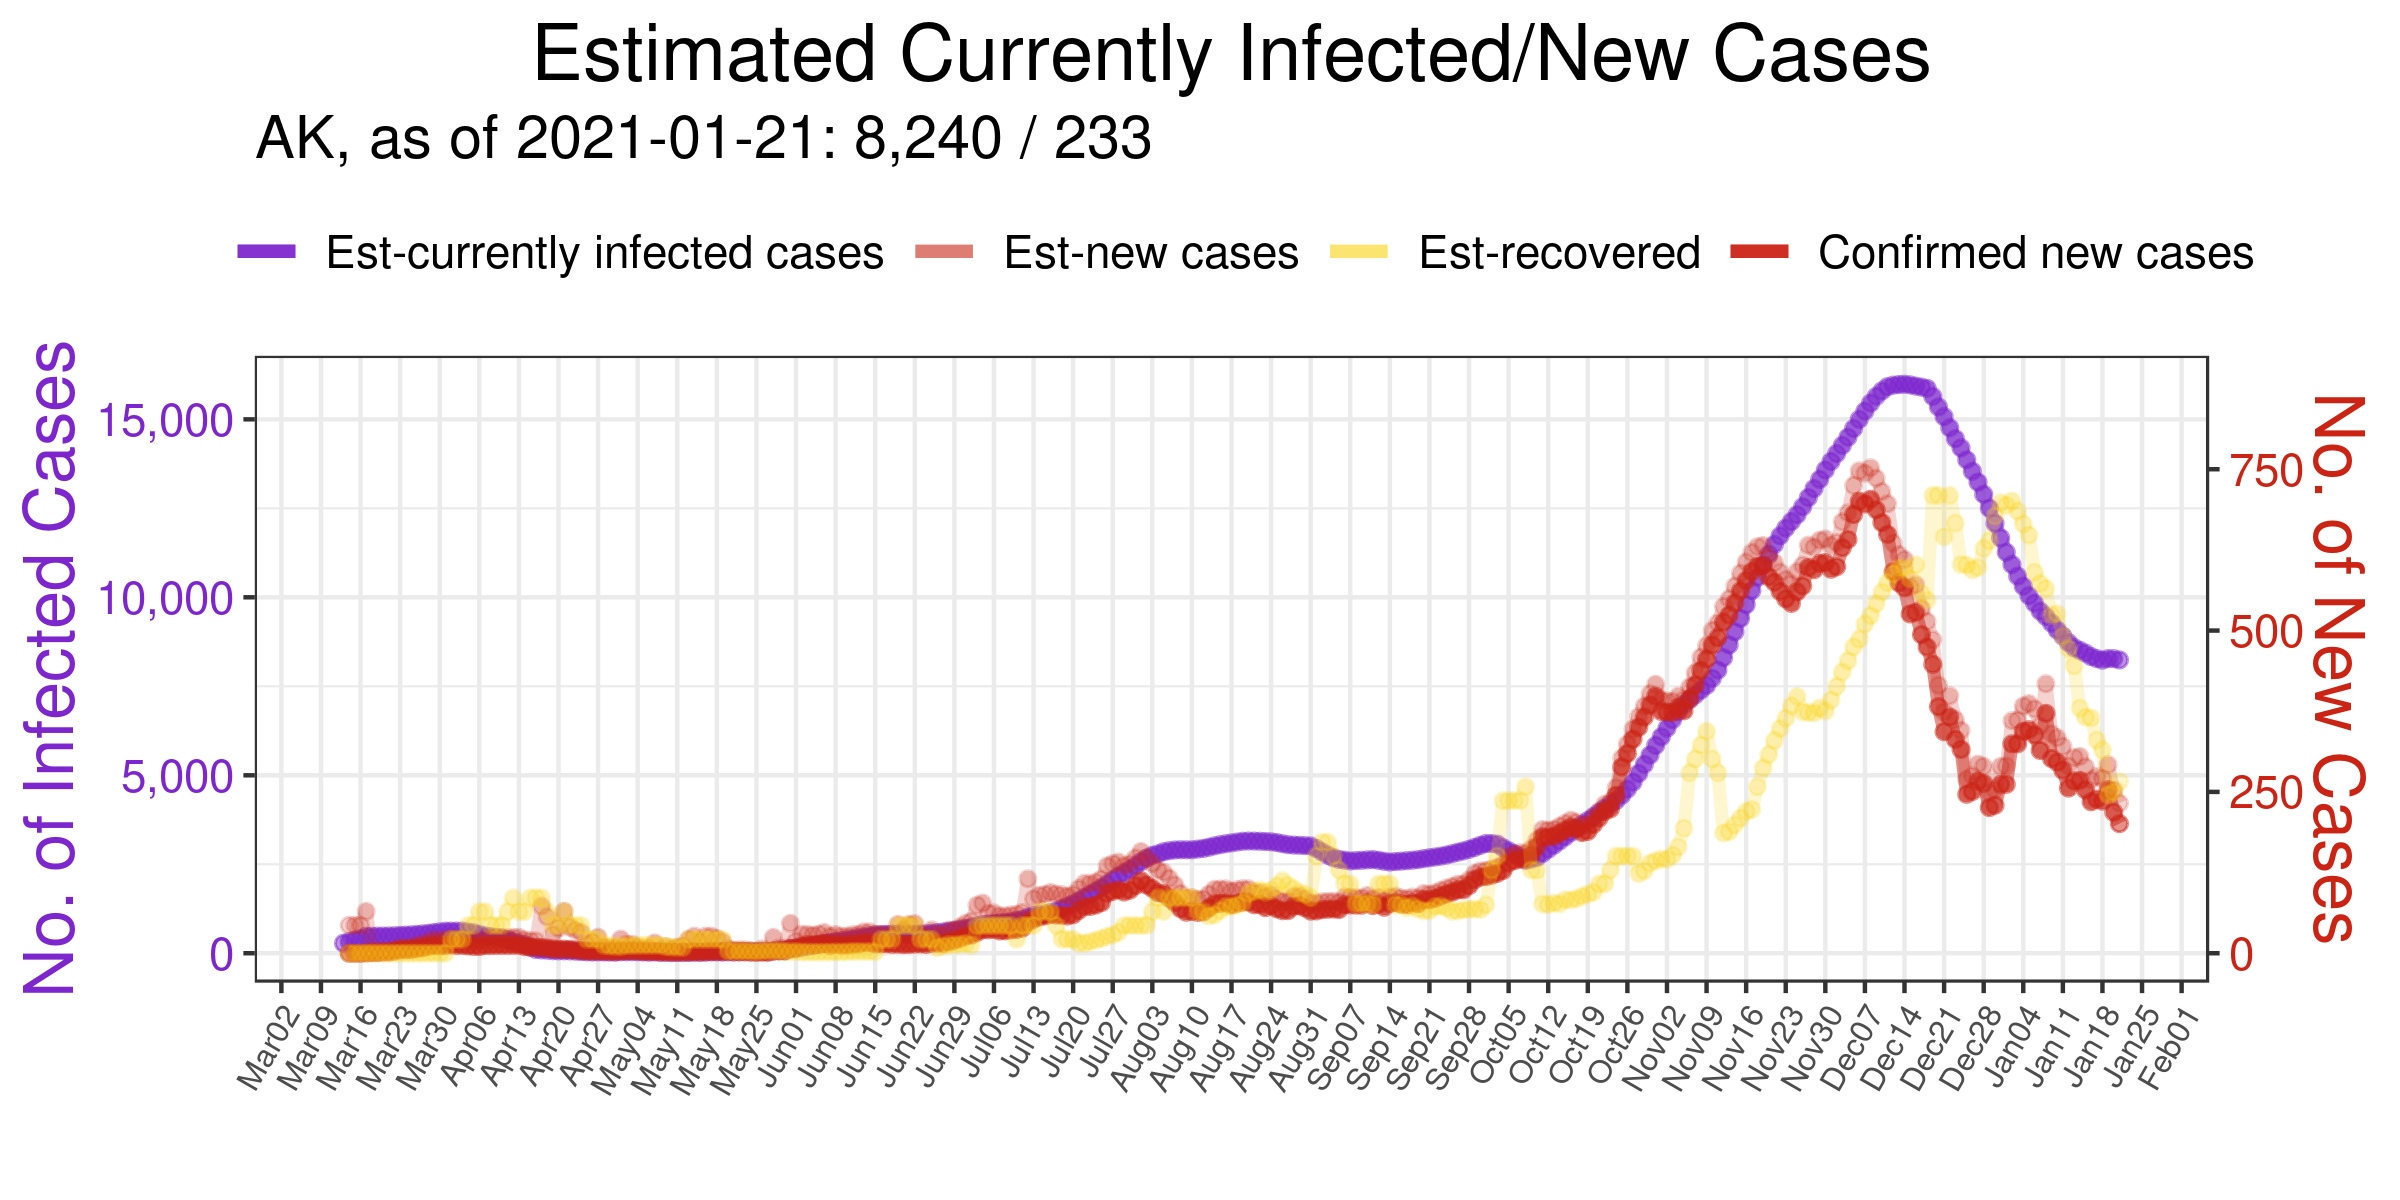 Estimated Currently Infected/New Cases
AK, as of 2021-01-21: 8,240 / 233
Est-currently infected cases Est-new cases Est-recovered Confirmed new cases
No. of Infected Cases
15,000
10,000
5,000
0
750
500
250
0
No. of New Cases
Mar02 Mar09 Mar16 Mar23 Mar30 Apr06 Apr13 Apr20 Apr27 May04 May11 May18 May25 Jun01 Jun08 Jun15 Jun22 Jun29 Jul06 Jul13 Jul20 Jul27 Aug03 Aug10 Aug17 Aug24 Aug31 Sep07 Sep14 Sep21 Sep28 Oct05 Oct12 Oct19 Oct26 Nov02 Nov09 Nov16 Nov23 Nov30 Dec07 Dec14 Dec21 Dec28 Jan04 Jan11 Jan18 Jan25 Feb01